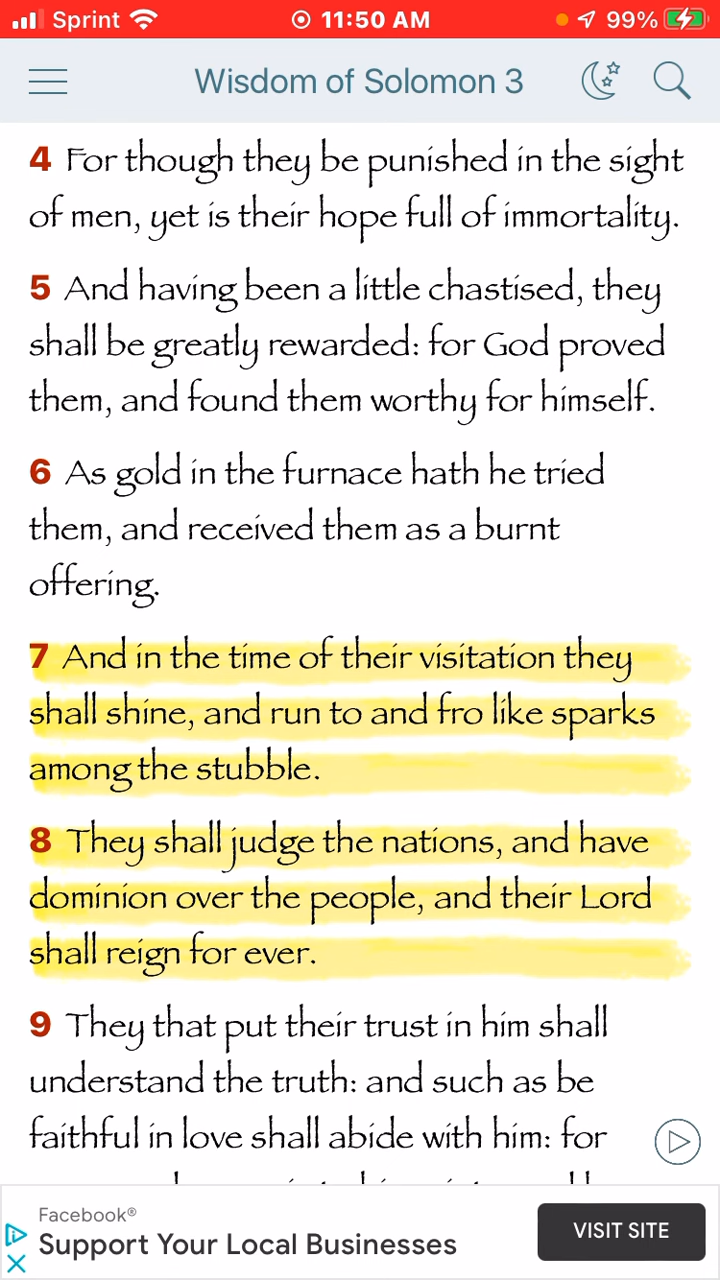 Sprint 11:50 AM 99%
Wisdom of Solomon 3
4 For though they be punished in the sight
of men, yet is their hope full of immortality.
5 And having been a little chastised, they
shall be greatly rewarded: for God proved
them, and found them worthy for himself.
6 As gold in the furnace hath he tried
them, and received them as a burnt
offering.
7 And in the time of their visitation they
shall shine, and run to and fro like sparks
among the stubble.
8 They shall judge the nations, and have
dominion over the people, and their Lord
shall reign for ever.
9 They that put their trust in him shall
understand the truth: and such as be
faithful in love shall abide with him: for
Facebook®
Support Your Local Businesses
VISIT SITE